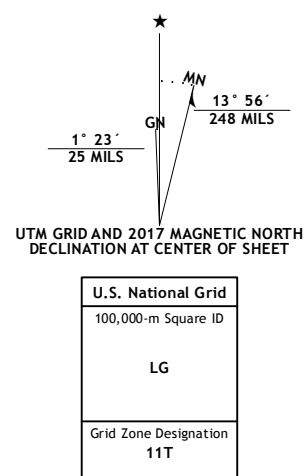 MN
GN
13° 56´
248 MILS
1° 23´
25 MILS
UTM GRID AND 2017 MAGNETIC NORTH
DECLINATION AT CENTER OF SHEET
U.S. National Grid
100,000-m Square ID
LG
Grid Zone Designation
11T